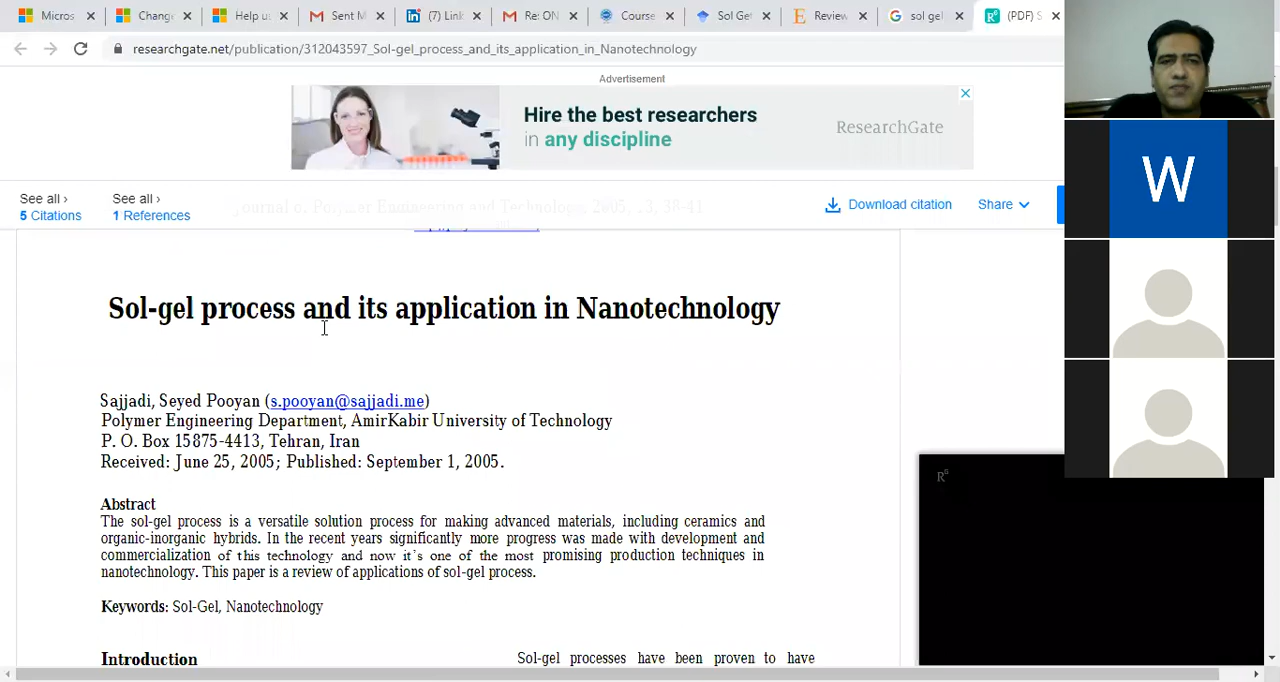 Micros
Change
Help us
Sent M
(7) Link
Re: ON
Course
Sol Get
Review
sol gel
(PDF) S
researchgate.net/publication/312043597_Sol-gel_process_and_its_application_in_Nanotechnology
Advertisement
Hire the best researchers
in any discipline
ResearchGate
See all ›
5 Citations
See all ›
1 References
Download citation
Share
Sol-gel process and its application in Nanotechnology
Sajjadi, Seyed Pooyan (s.pooyan@sajjadi.me)
Polymer Engineering Department, AmirKabir University of Technology
P. O. Box 15875-4413, Tehran, Iran
Received: June 25, 2005; Published: September 1, 2005.
Abstract
The sol-gel process is a versatile solution process for making advanced materials, including ceramics and
organic-inorganic hybrids. In the recent years significantly more progress was made with development and
commercialization of this technology and now it's one of the most promising production techniques in
nanotechnology. This paper is a review of applications of sol-gel process.
Keywords: Sol-Gel, Nanotechnology
Introduction
Sol-gel processes have been proven to have
W
R⁶